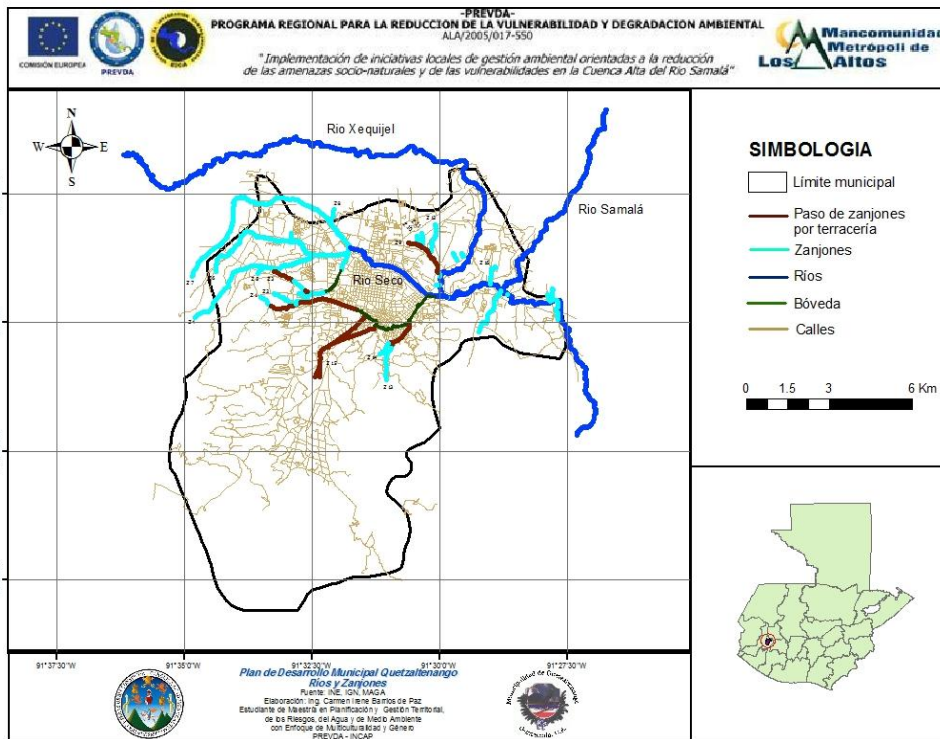 -PREVDA-
PROGRAMA REGIONAL PARA LA REDUCCION DE LA VULNERABILIDAD Y DEGRADACION AMBIENTAL
ALA/2005/017-550
"Implementación de iniciativas locales de gestión ambiental orientadas a la reducción
de las amenazas socio-naturales y de las vulnerabilidades en la Cuenca Alta del Rio Samalá"
COMISIÓN EUROPEA
PREVDA
Mancomunidad
Metrópoli de
Los Altos
N
W E
S
Rio Xequijel
Rio Samalá
Rio Seco
SIMBOLOGIA
Límite municipal
Paso de zanjones
por terracería
Zanjones
Ríos
Bóveda
Calles
0 1.5 3 6 Km
91°37'30"W 91°35'0"W 91°32'30"W 91°30'0"W 91°27'30"W
Plan de Desarrollo Municipal Quetzaltenango
Ríos y Zanjones
Fuente: INE, IGN, MAGA
Elaboración: Ing. Carmen Irene Barrios de Paz
Estudiante de Maestría en Planificación y Gestión Territorial,
de los Riesgos, del Agua y de Medio Ambiente
con Enfoque de Multiculturalidad y Género
PREVDA - INCAP